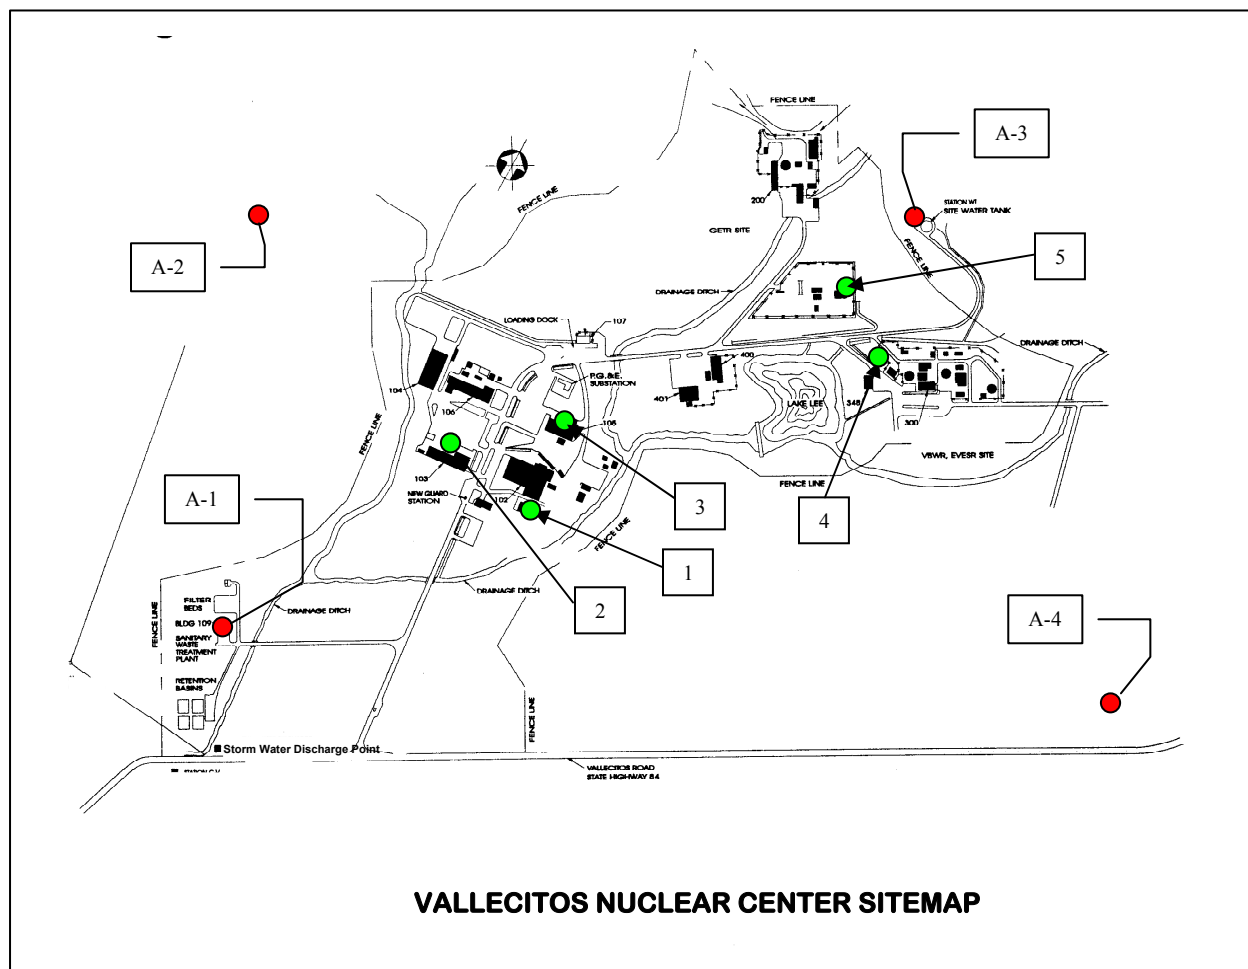 FENCE LINE
A-3
FENCE LINE
200
STATION WT
SITE WATER TANK
GETR SITE
FENCE LINE
5
A-2
DRAINAGE DITCH
LOADING DOCK
107
DRAINAGE DITCH
400
P.G.&E.
SUBSTATION
104
106
401
LAKE LEE
348
105
300
FENCE LINE
VBWR, EVESR SITE
103
FENCE LINE
A-1
NEW GUARD
STATION
102
3
4
FENCE LINE
1
DRAINAGE DITCH
2
A-4
FENCE LINE
FILTER
BEDS
DRAINAGE DITCH
BLDG 109
SANITARY
WASTE
TREATMENT
PLANT
RETENTION
BASINS
FENCE LINE
Storm Water Discharge Point
VALLECITOS ROAD
STATE HIGHWAY 84
VALLECITOS NUCLEAR CENTER SITEMAP